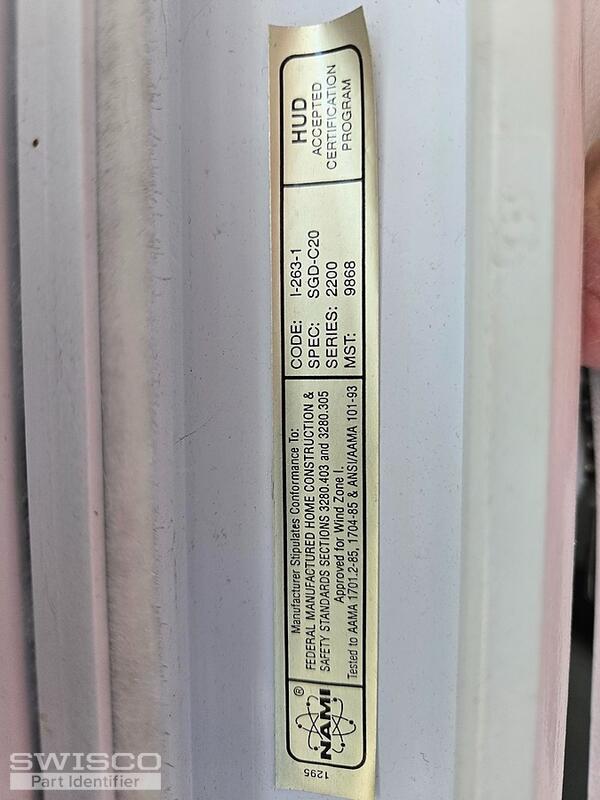 NAMI ®
1295
Manufacturer Stipulates Conformance To:
FEDERAL MANUFACTURED HOME CONSTRUCTION &
SAFETY STANDARDS SECTIONS 3280.403 and 3280.305
Approved for Wind Zone I.
Tested to AAMA 1701.2-85, 1704-85 & ANSI/AAMA 101-93
CODE: I-263-1
SPEC: SGD-C20
SERIES: 2200
MST: 9868
HUD
ACCEPTED
CERTIFICATION
PROGRAM
SWISCO
Part Identifier